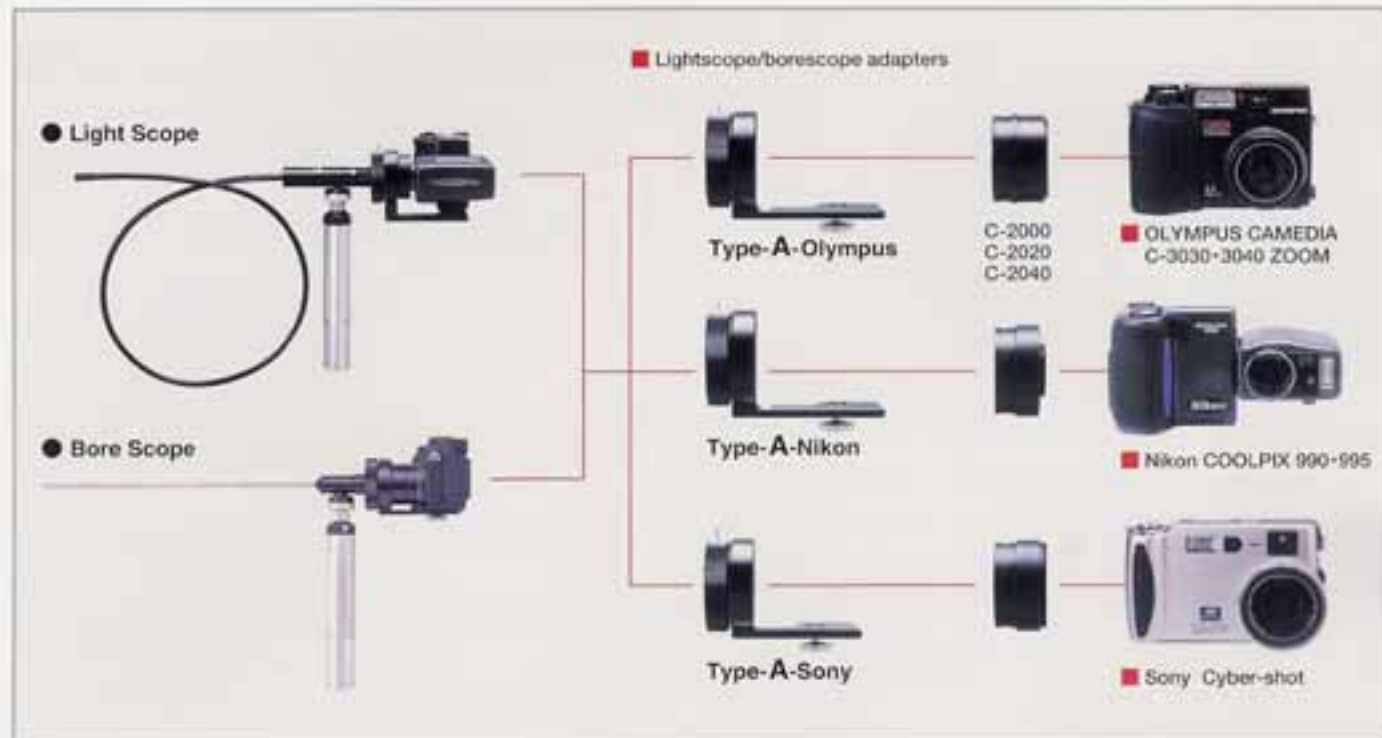 ■ Lightscope/borescope adapters
● Light Scope
Type-A-Olympus
C-2000
C-2020
C-2040
■ OLYMPUS CAMEDIA
C-3030・3040 ZOOM
● Bore Scope
Type-A-Nikon
Nikon
■ Nikon COOLPIX 990・995
Type-A-Sony
■ Sony Cyber-shot